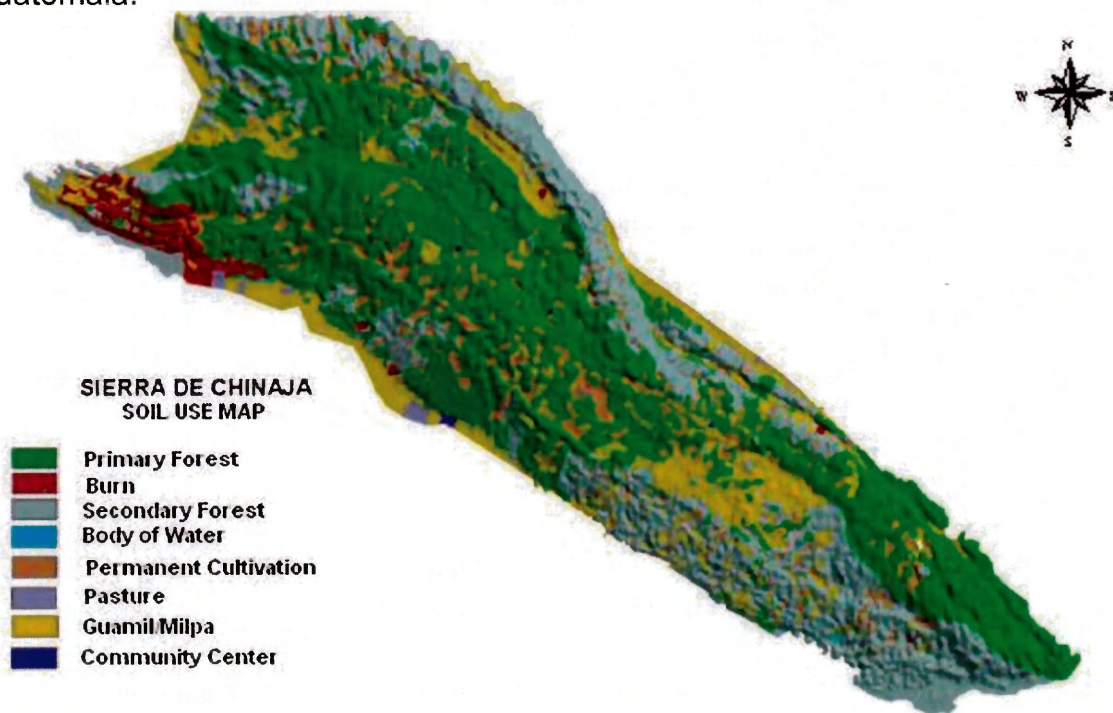 N
W
S
SIERRA DE CHINAJA
SOIL USE MAP
Primary Forest
Burn
Secondary Forest
Body of Water
Permanent Cultivation
Pasture
Guamil/Milpa
Community Center